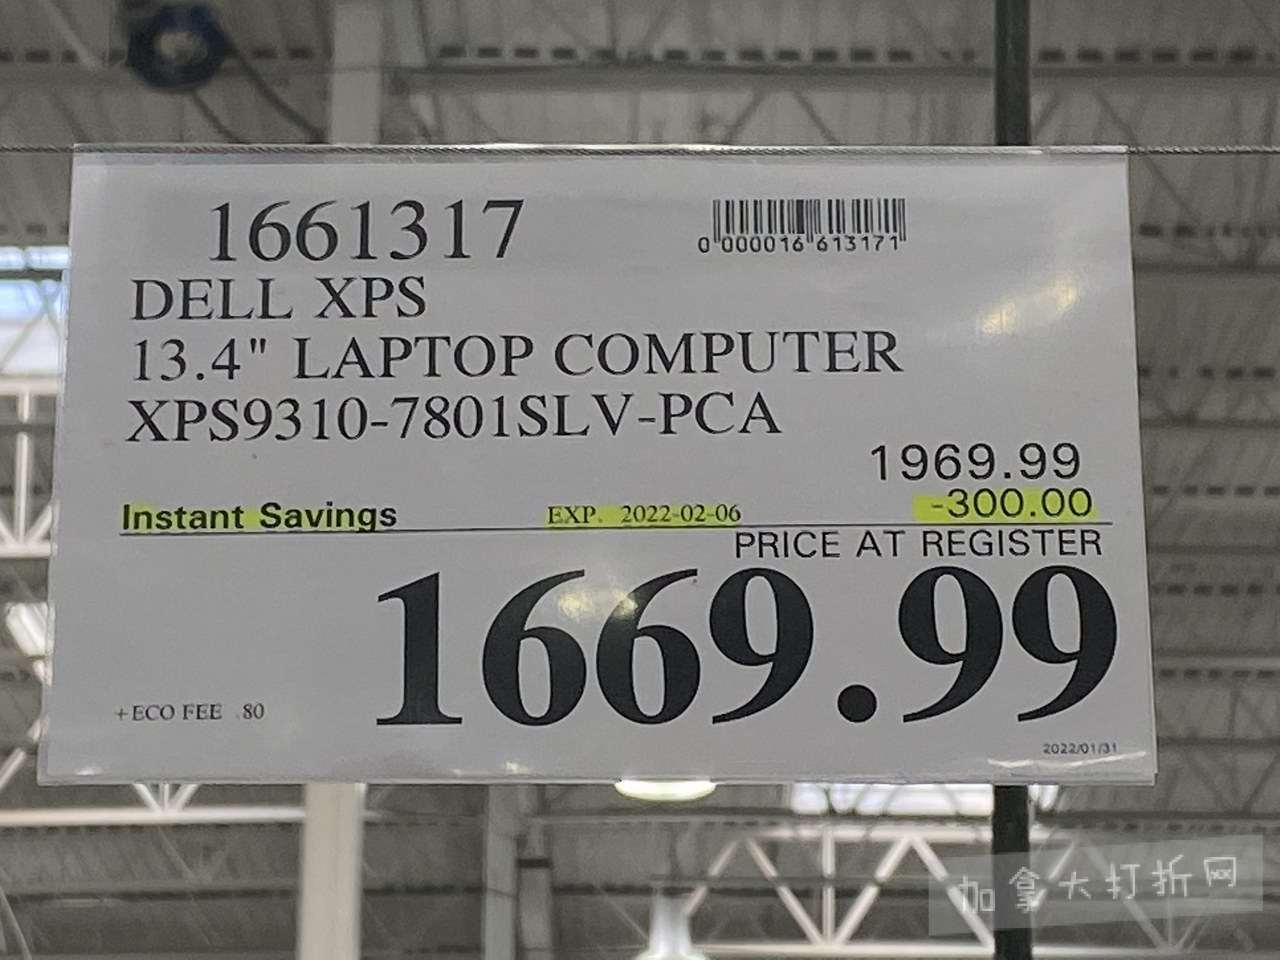 1661317
0 000016 613171
DELL XPS
13.4" LAPTOP COMPUTER
XPS9310-7801SLV-PCA
1969.99
Instant Savings EXP. 2022-02-06 -300.00
PRICE AT REGISTER
1669.99
+ECO FEE .80
2022/01/31
加拿大打折网